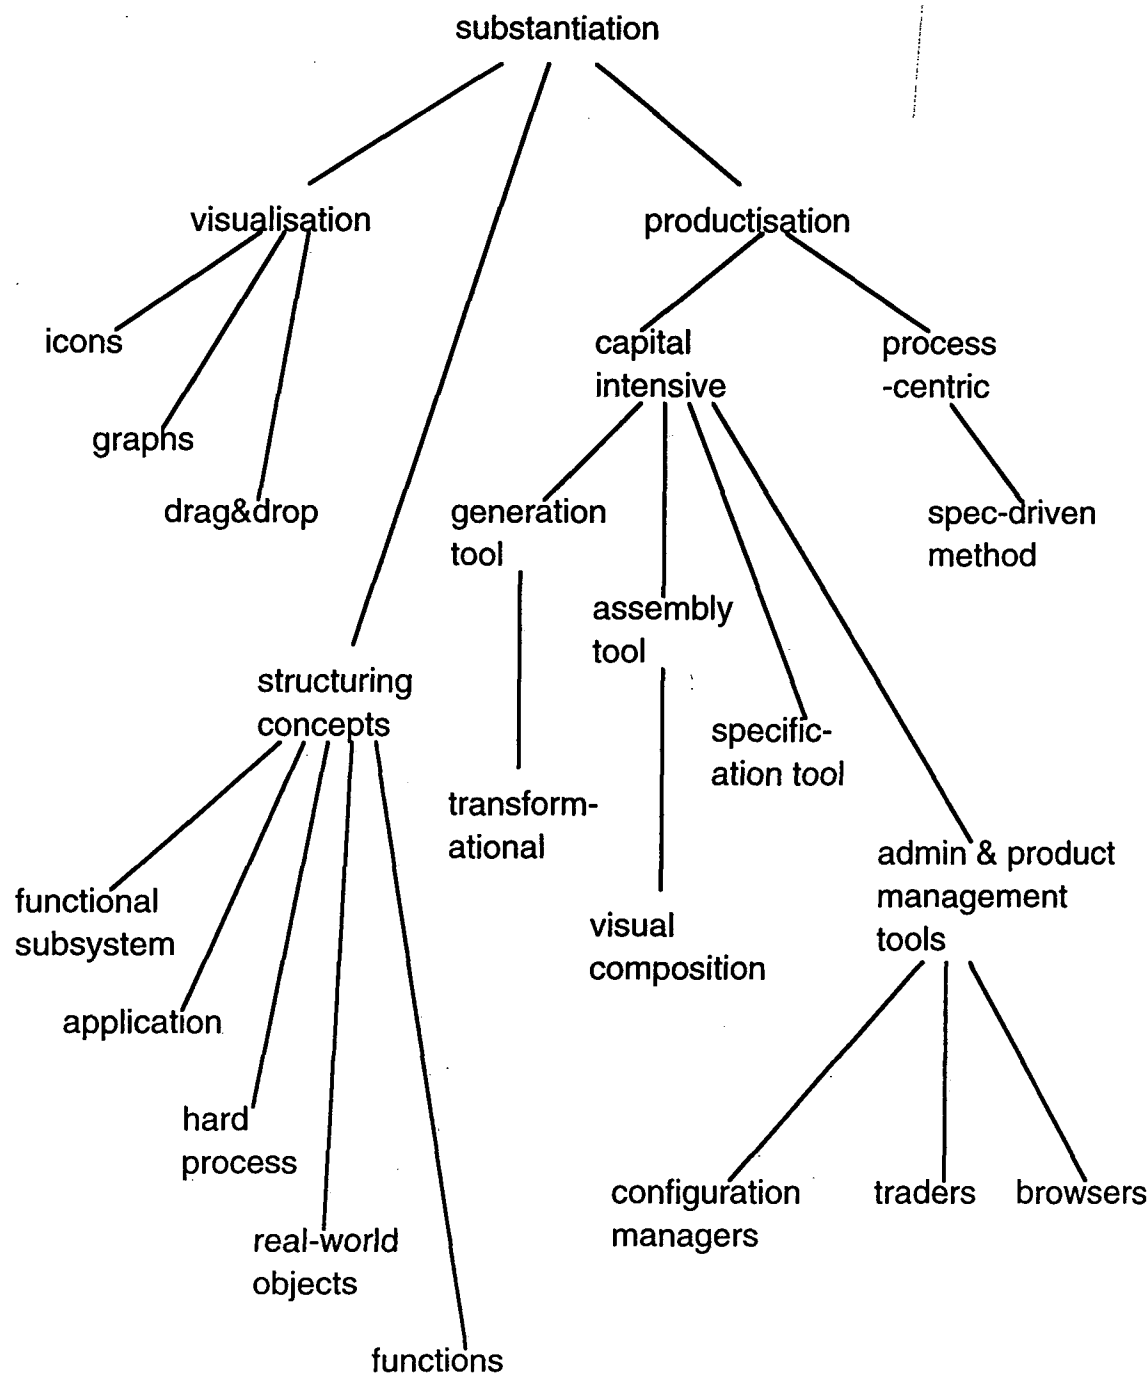 substantiation
visualisation
productisation
icons
capital
intensive
process
-centric
graphs
drag&drop
generation
tool
spec-driven
method
assembly
tool
structuring
concepts
specific-
ation tool
transform-
ational
admin & product
management
tools
functional
subsystem
visual
composition
application
hard
process
configuration
managers
traders
browsers
real-world
objects
functions